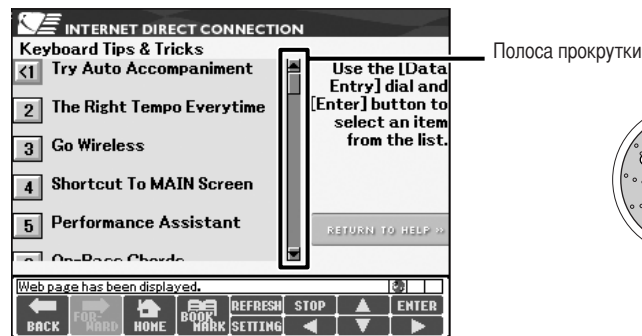 INTERNET DIRECT CONNECTION
Keyboard Tips & Tricks
<1 Try Auto Accompaniment
2 The Right Tempo Everytime
3 Go Wireless
4 Shortcut To MAIN Screen
5 Performance Assistant
On-Bass Chords
Use the [Data
Entry] dial and
[Enter] button to
select an item
from the list.
RETURN TO HELP >>
Полоса прокрутки
Web page has been displayed.
BACK FOR-WARD HOME BOOK MARK REFRESH SETTING STOP ENTER